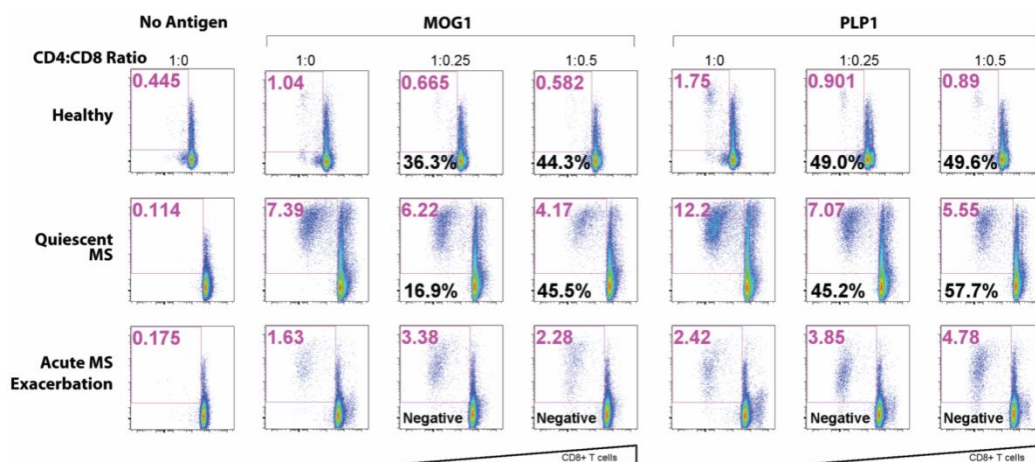 No Antigen MOG1 PLP1
CD4:CD8 Ratio 1:0 1:0 1:0.25 1:0.5 1:0 1:0.25 1:0.5
Healthy
0.445 1.04 0.665 0.582 1.75 0.901 0.89
36.3% 44.3% 49.0% 49.6%
Quiescent
MS
0.114 7.39 6.22 4.17 12.2 7.07 5.55
16.9% 45.5% 45.2% 57.7%
Acute MS
Exacerbation
0.175 1.63 3.38 2.28 2.42 3.85 4.78
Negative Negative Negative Negative
CD8+ T cells CD8+ T cells